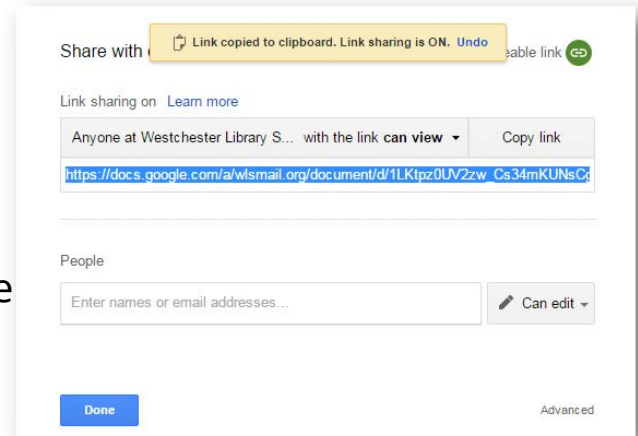 Link copied to clipboard. Link sharing is ON. Undo
Share with link
Link sharing on Learn more
Anyone at Westchester Library S... with the link can view Copy link
https://docs.google.com/a/wlsmail.org/document/d/1LKtpz0UV2zw_Cs34mKUNsCg
People
e
Enter names or email addresses... Can edit
Done Advanced